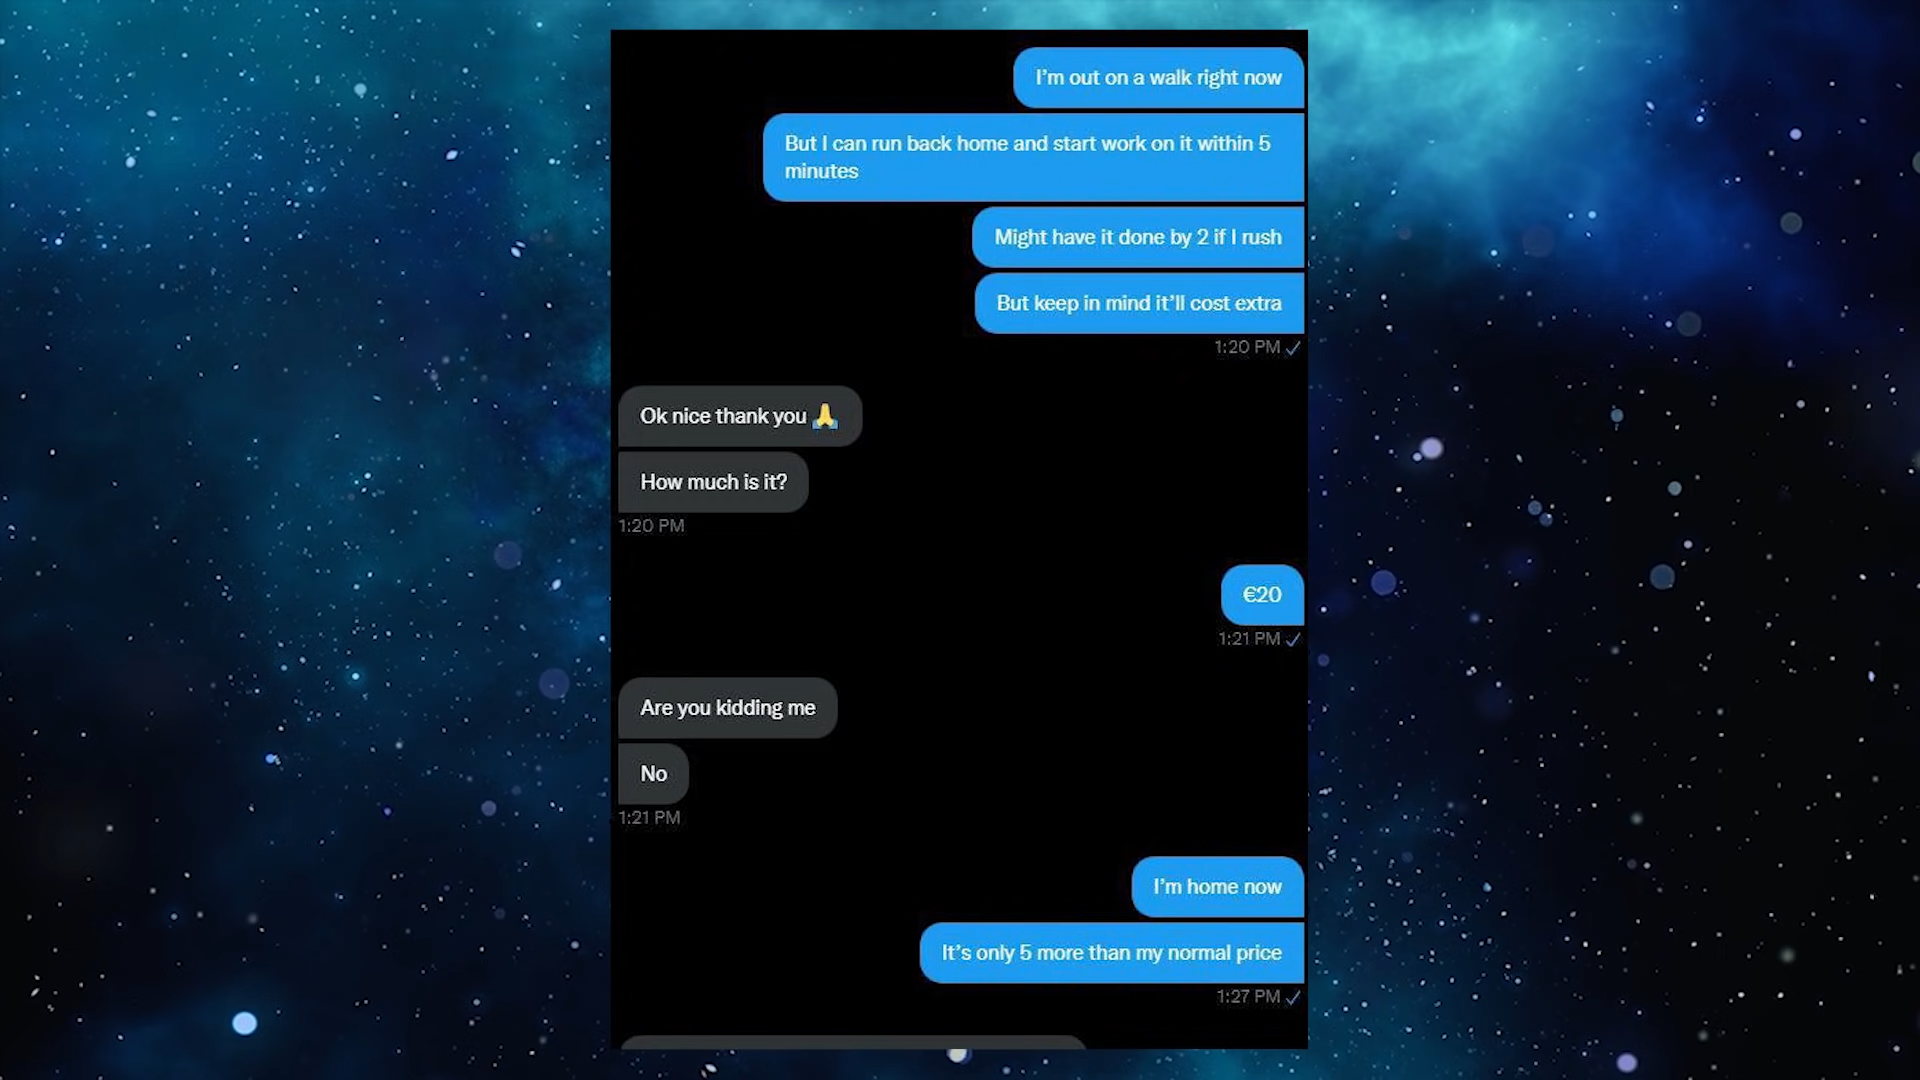 I’m out on a walk right now
But I can run back home and start work on it within 5
minutes
Might have it done by 2 if I rush
But keep in mind it’ll cost extra
1:20 PM ✓
Ok nice thank you 🙏
How much is it?
1:20 PM
€20
1:21 PM ✓
Are you kidding me
No
1:21 PM
I’m home now
It’s only 5 more than my normal price
1:27 PM ✓